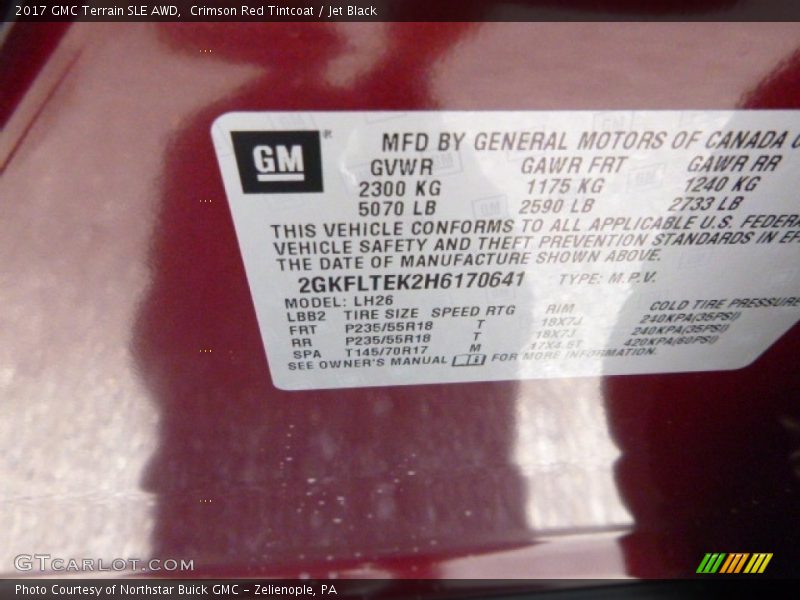 2017 GMC Terrain SLE AWD,  Crimson Red Tintcoat / Jet Black
GM ®
MFD BY GENERAL MOTORS OF CANADA
GVWR GAWR FRT GAWR RR
2300 KG 1175 KG 1240 KG
5070 LB 2590 LB 2733 LB
THIS VEHICLE CONFORMS TO ALL APPLICABLE U.S. FEDERA
VEHICLE SAFETY AND THEFT PREVENTION STANDARDS IN EF
THE DATE OF MANUFACTURE SHOWN ABOVE.
2GKFLTEK2H6170641 TYPE: M.P.V.
MODEL: LH26
LBB2 TIRE SIZE SPEED RTG RIM COLD TIRE PRESSURE
FRT P235/55R18 T 18X7J 240KPA(35PSI)
RR P235/55R18 T 18X7J 240KPA(35PSI)
SPA T145/70R17 M 17X4.5T 420KPA(60PSI)
SEE OWNER'S MANUAL FOR MORE INFORMATION.
GTCARLOT.COM
Photo Courtesy of Northstar Buick GMC – Zelienople, PA